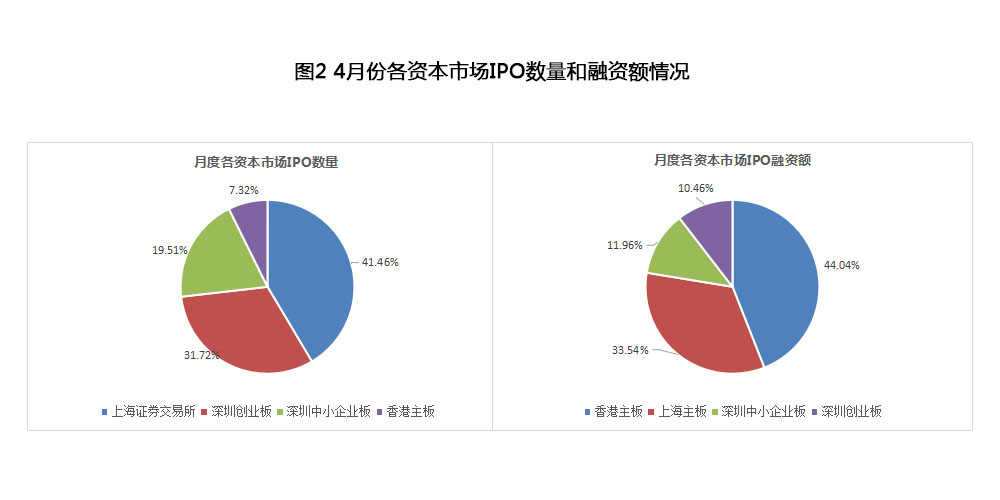 图2 4月份各资本市场IPO数量和融资额情况
月度各资本市场IPO数量
7.32%
19.51%
41.46%
31.72%
上海证券交易所 深圳创业板 深圳中小企业板 香港主板
月度各资本市场IPO融资额
10.46%
11.96%
44.04%
33.54%
香港主板 上海主板 深圳中小企业板 深圳创业板